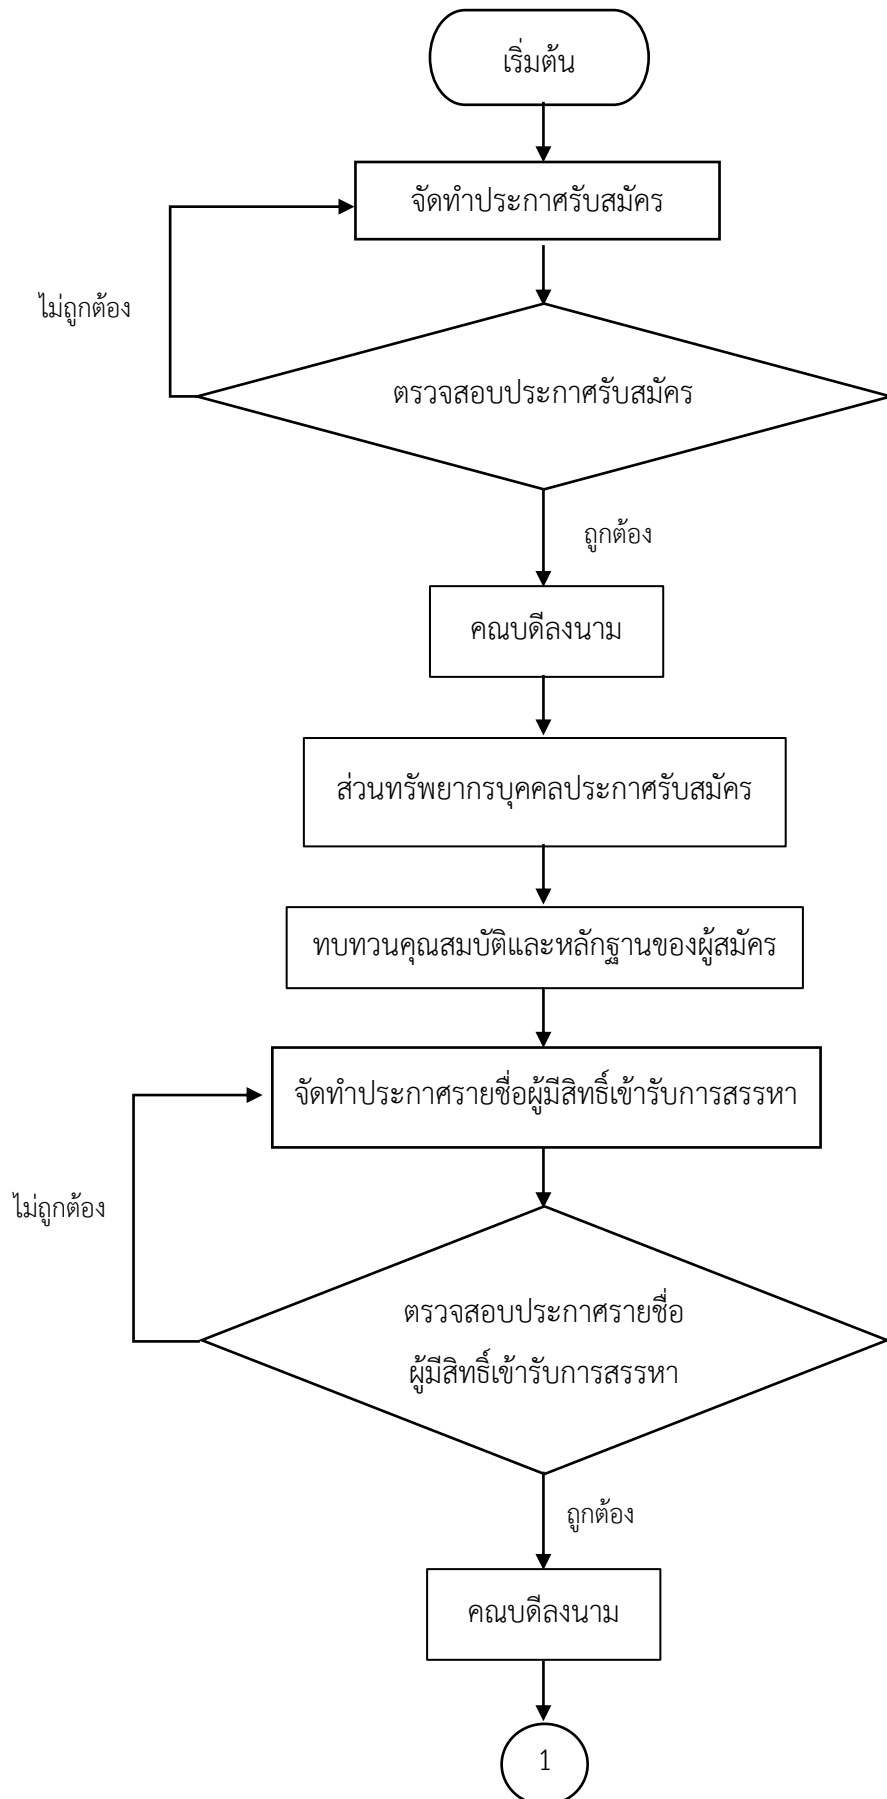 เริ่มต้น
จัดทำประกาศรับสมัคร
ไม่ถูกต้อง
ตรวจสอบประกาศรับสมัคร
ถูกต้อง
คณบดีลงนาม
ส่วนทรัพยากรบุคคลประกาศรับสมัคร
ทบทวนคุณสมบัติและหลักฐานของผู้สมัคร
จัดทำประกาศรายชื่อผู้มีสิทธิ์เข้ารับการสรรหา
ไม่ถูกต้อง
ตรวจสอบประกาศรายชื่อ
ผู้มีสิทธิ์เข้ารับการสรรหา
ถูกต้อง
คณบดีลงนาม
1